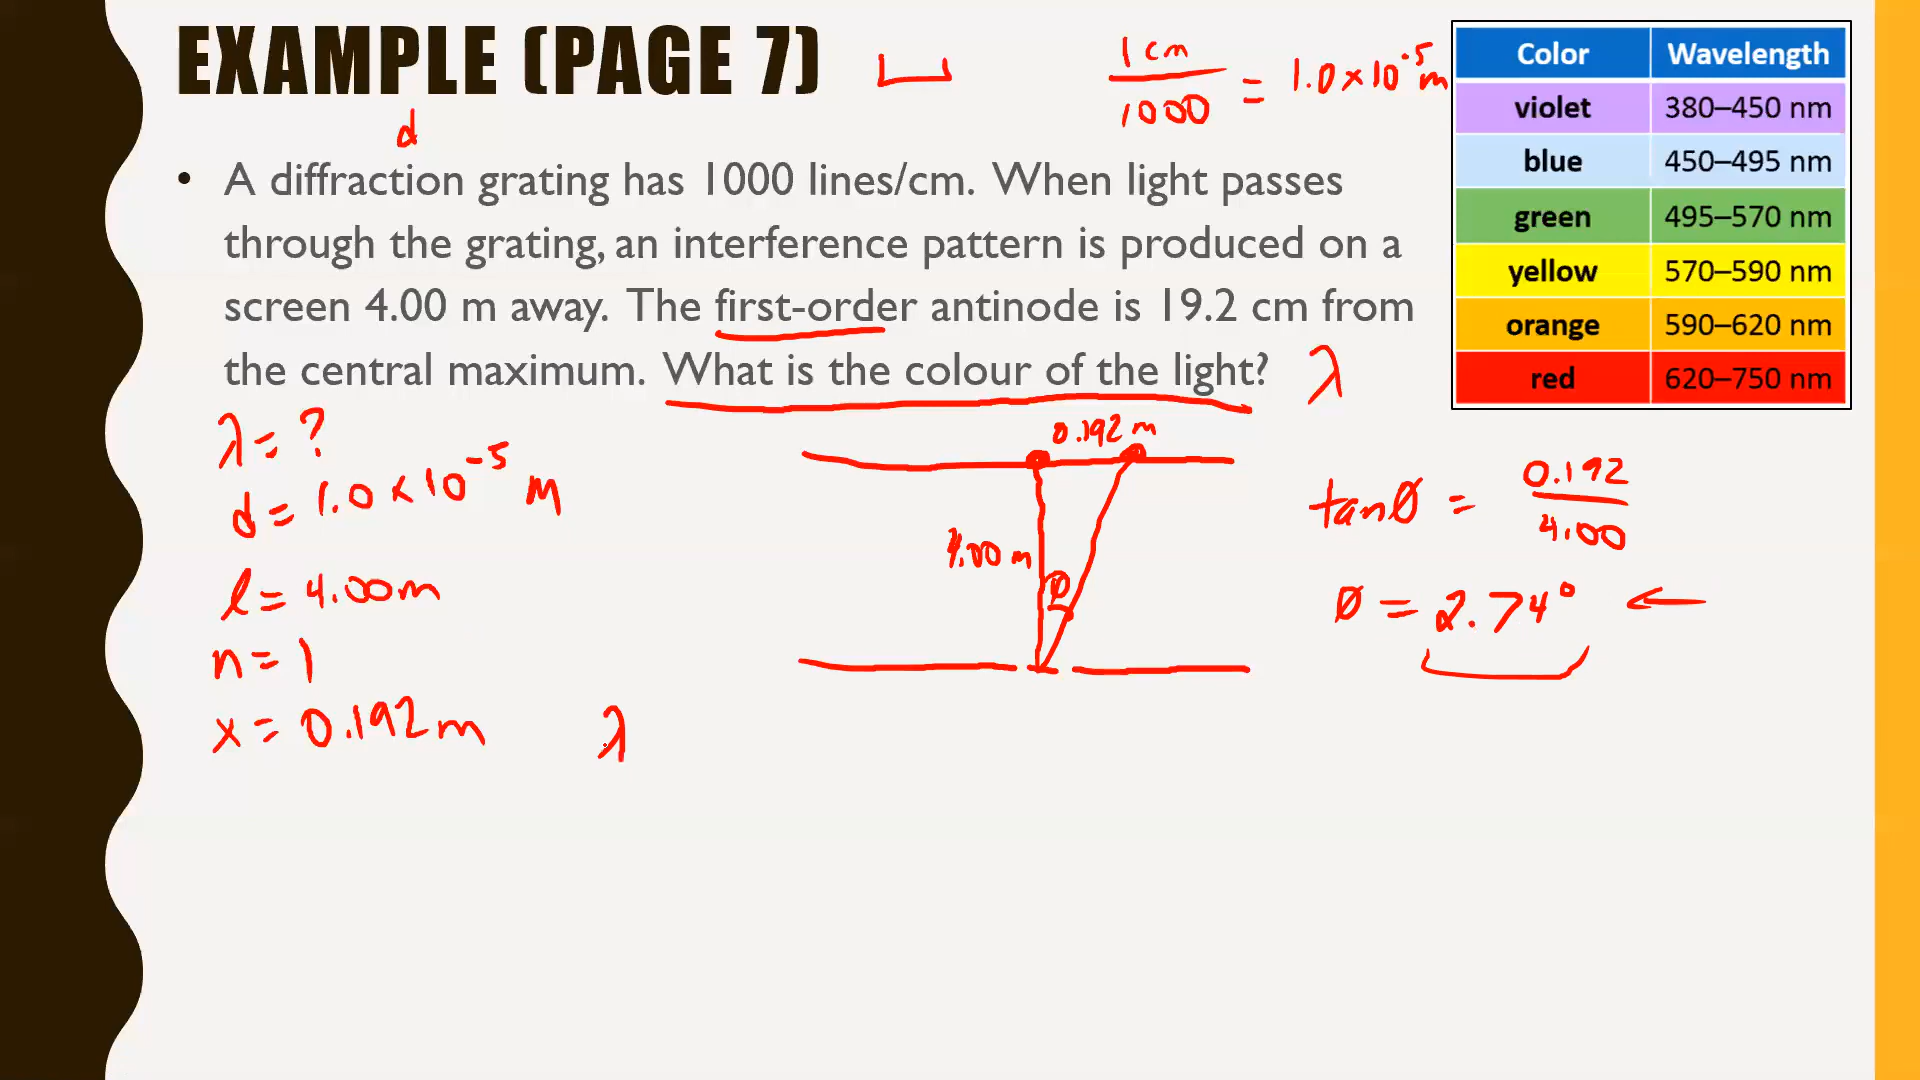 EXAMPLE (PAGE 7)
1 cm
1000
= 1.0 × 10⁻⁵ m
d
• A diffraction grating has 1000 lines/cm. When light passes
through the grating, an interference pattern is produced on a
screen 4.00 m away. The first-order antinode is 19.2 cm from
the central maximum. What is the colour of the light? λ
Color Wavelength
violet 380–450 nm
blue 450–495 nm
green 495–570 nm
yellow 570–590 nm
orange 590–620 nm
red 620–750 nm
λ = ?
d = 1.0 × 10⁻⁵ m
l = 4.00 m
n = 1
x = 0.192 m
λ
0.192 m
4.00 m
θ
tanθ = 0.192
4.00
θ = 2.74° ←